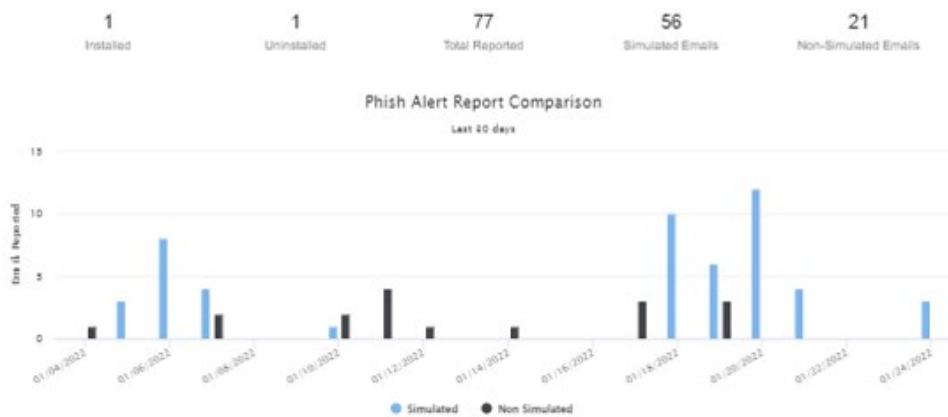 1 1 77 56 21
Installed Uninstalled Total Reported Simulated Emails Non-Simulated Emails
Phish Alert Report Comparison
Last 90 days
15
10
5
0
Emails Reported
01/04/2022 01/06/2022 01/08/2022 01/10/2022 01/12/2022 01/14/2022 01/16/2022 01/18/2022 01/20/2022 01/22/2022 01/24/2022
Simulated Non Simulated